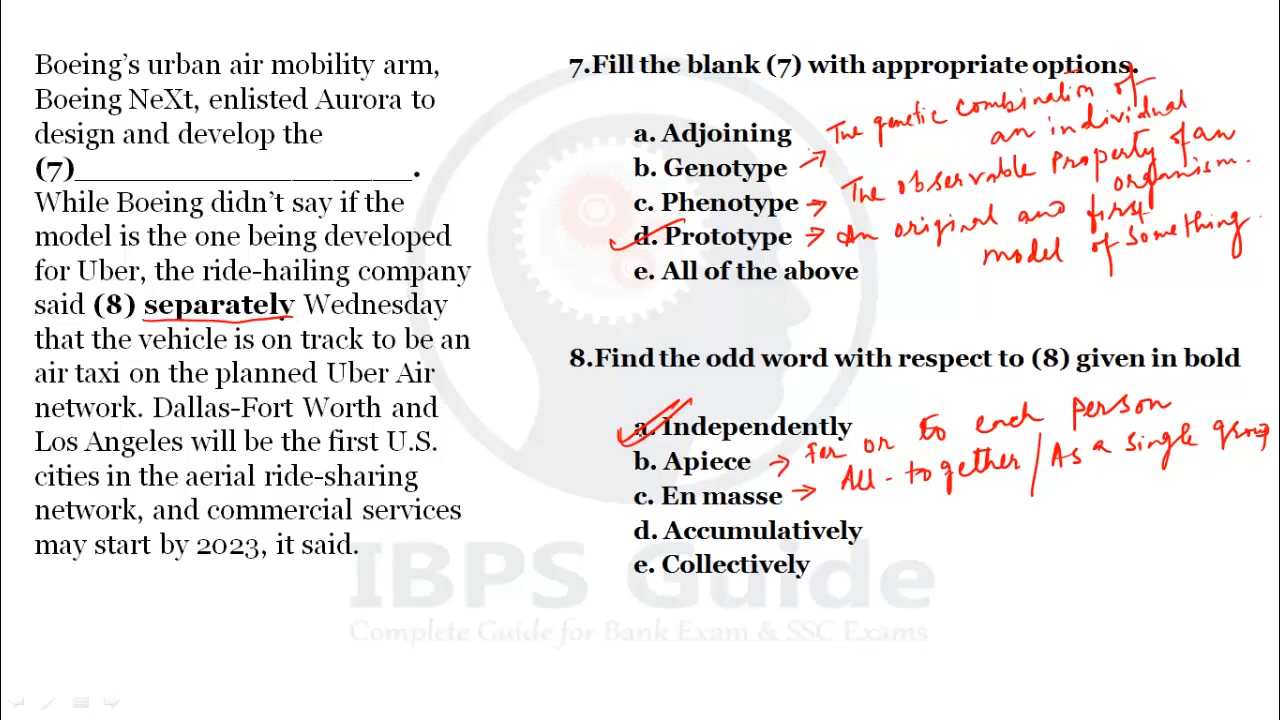 Boeing’s urban air mobility arm,
Boeing NeXt, enlisted Aurora to
design and develop the
(7)_________________.
While Boeing didn’t say if the
model is the one being developed
for Uber, the ride-hailing company
said (8) separately Wednesday
that the vehicle is on track to be an
air taxi on the planned Uber Air
network. Dallas-Fort Worth and
Los Angeles will be the first U.S.
cities in the aerial ride-sharing
network, and commercial services
may start by 2023, it said.
7.Fill the blank (7) with appropriate options.
a. Adjoining
b. Genotype → The genetic combination of
an individual
c. Phenotype → The observable Property of an
organism.
d. Prototype → An original and first
model of something.
e. All of the above
8.Find the odd word with respect to (8) given in bold
a. Independently
b. Apiece → for or to each person
c. En masse → All-together / As a single group
d. Accumulatively
e. Collectively
IBPS Guide
Complete Guide for Bank Exam & SSC Exams